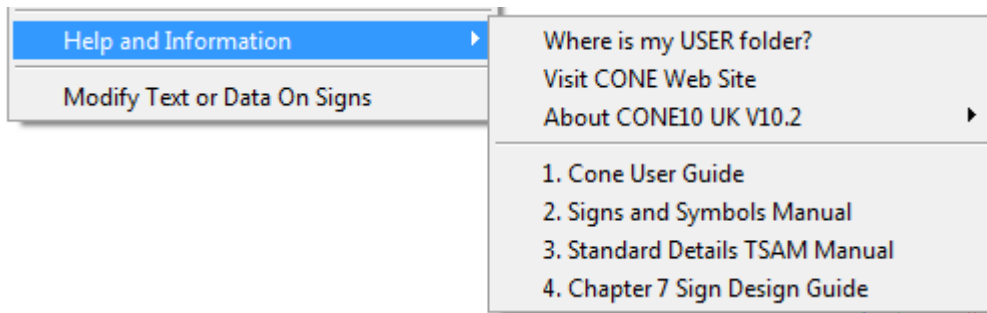 Help and Information
Modify Text or Data On Signs
Where is my USER folder?
Visit CONE Web Site
About CONE10 UK V10.2
1. Cone User Guide
2. Signs and Symbols Manual
3. Standard Details TSAM Manual
4. Chapter 7 Sign Design Guide